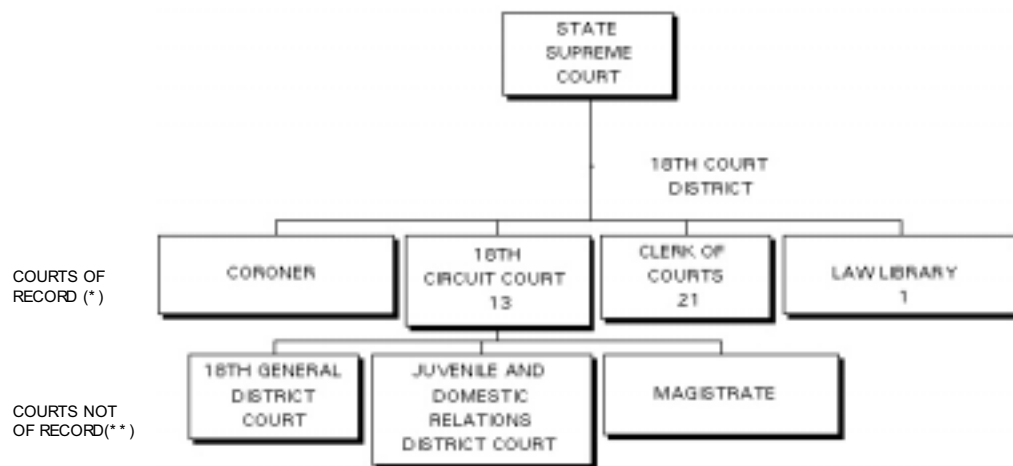 STATE
SUPREME
COURT
18TH COURT
DISTRICT
COURTS OF
RECORD (*)
CORONER
18TH
CIRCUIT COURT
13
CLERK OF
COURTS
21
LAW LIBRARY
1
COURTS NOT
OF RECORD(**)
18TH GENERAL
DISTRICT
COURT
JUVENILE AND
DOMESTIC
RELATIONS
DISTRICT COURT
MAGISTRATE